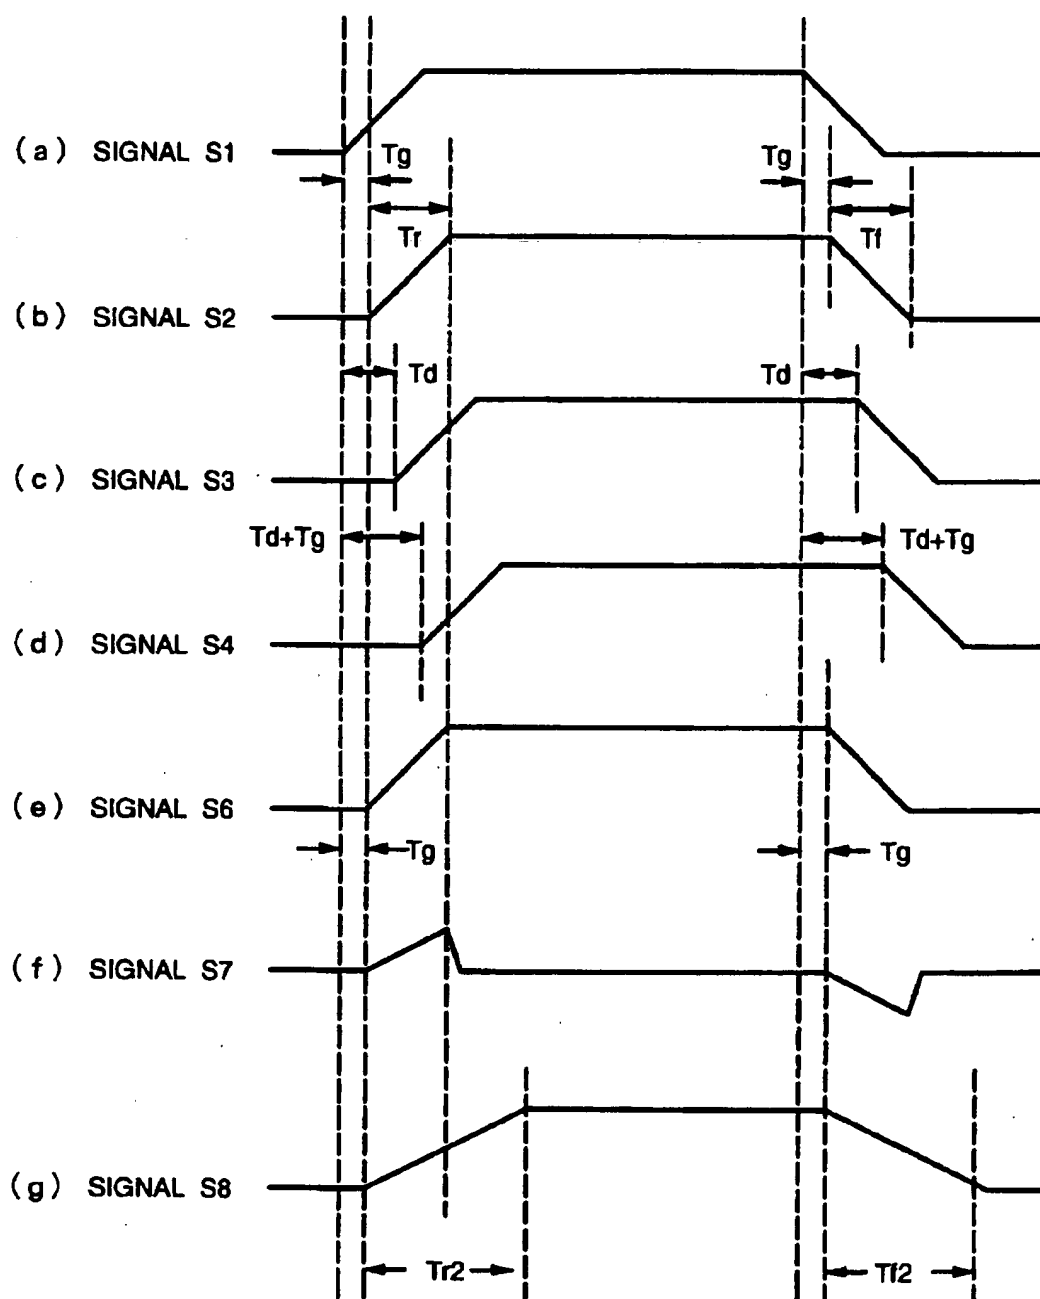 (a) SIGNAL S1
Tg
Tg
Tr
Tf
(b) SIGNAL S2
Td
Td
(c) SIGNAL S3
Td+Tg
Td+Tg
(d) SIGNAL S4
(e) SIGNAL S6
Tg
Tg
(f) SIGNAL S7
(g) SIGNAL S8
Tr2
Tf2